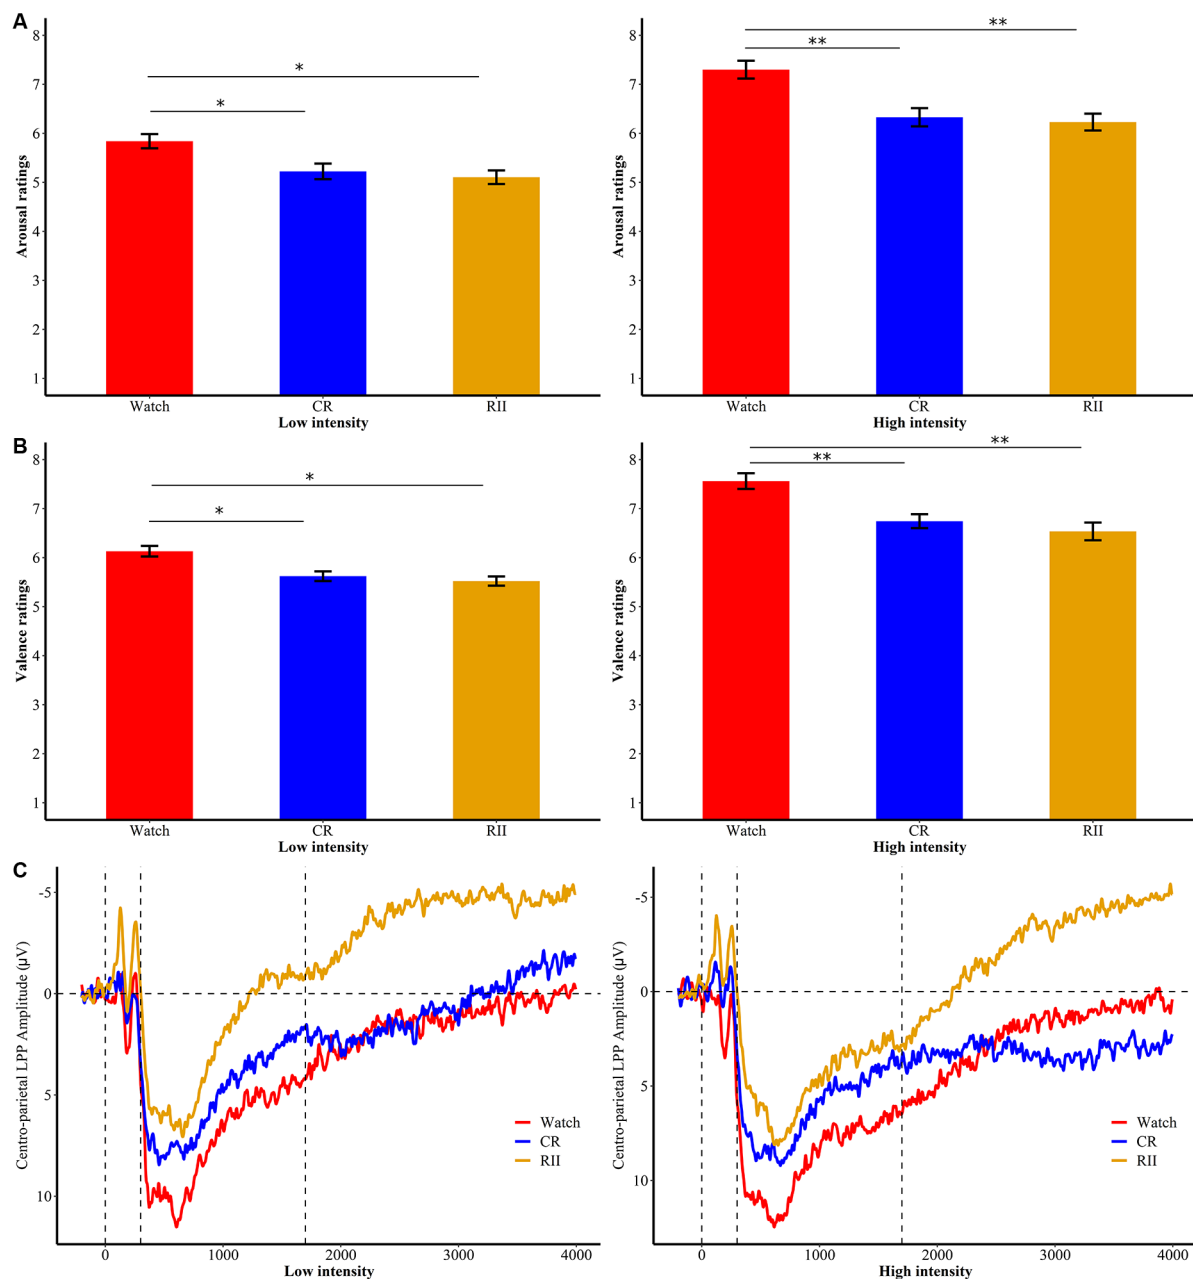 A
8
7
6
5
4
3
2
1
Arousal ratings
*
*
Watch CR RII
Low intensity
8
7
6
5
4
3
2
1
Arousal ratings
**
**
Watch CR RII
High intensity
B
8
7
6
5
4
3
2
1
Valence ratings
*
*
Watch CR RII
Low intensity
8
7
6
5
4
3
2
1
Valence ratings
**
**
Watch CR RII
High intensity
C
-5
0
5
10
Centro-parietal LPP Amplitude (µV)
Watch
CR
RII
0 1000 2000 3000 4000
Low intensity
-5
0
5
10
Centro-parietal LPP Amplitude (µV)
Watch
CR
RII
0 1000 2000 3000 4000
High intensity